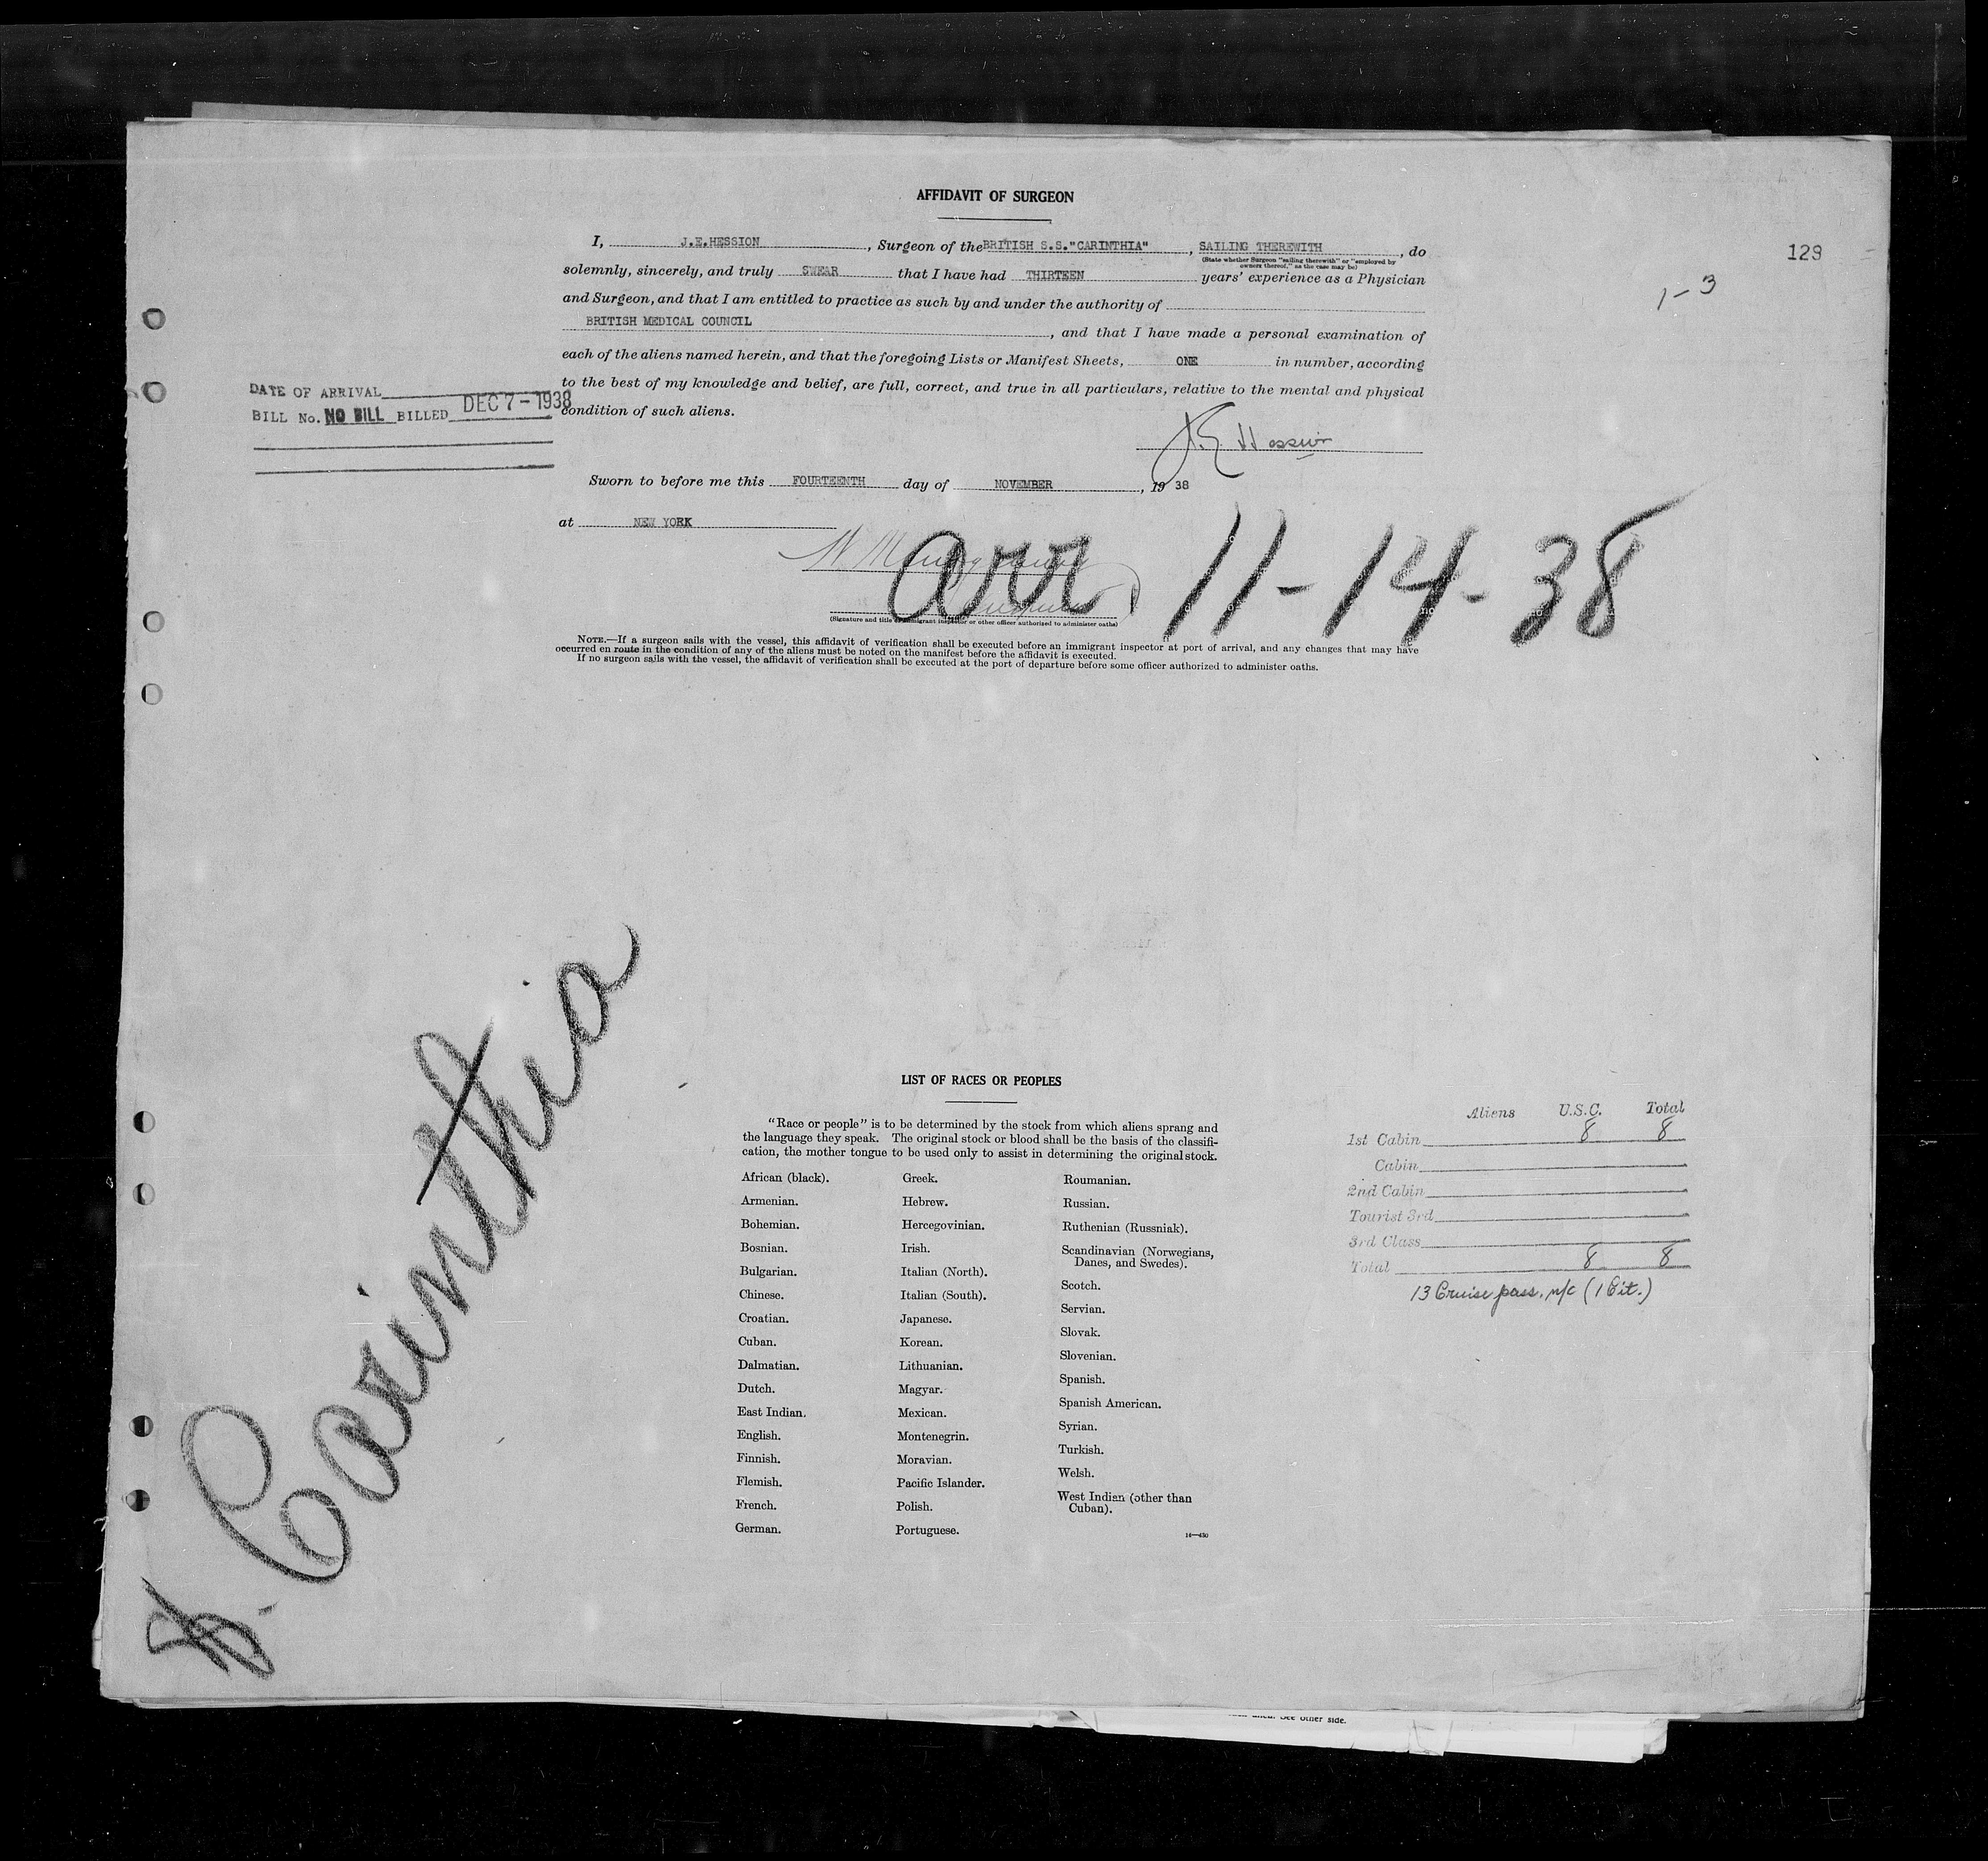 AFFIDAVIT OF SURGEON
I, J.E.HESSION, Surgeon of the BRITISH S.S."CARINTHIA", SAILING THEREWITH, do
(State whether Surgeon "sailing therewith" or "employed by
owners thereof," as the case may be)
129
solemnly, sincerely, and truly SWEAR that I have had THIRTEEN years' experience as a Physician
1-3
and Surgeon, and that I am entitled to practice as such by and under the authority of
BRITISH MEDICAL COUNCIL, and that I have made a personal examination of
each of the aliens named herein, and that the foregoing Lists or Manifest Sheets, ONE in number, according
to the best of my knowledge and belief, are full, correct, and true in all particulars, relative to the mental and physical
condition of such aliens.
DATE OF ARRIVAL
BILL No. NO BILL BILLED DEC 7-1938
J.E. Hession
Sworn to before me this FOURTEENTH day of NOVEMBER, 19 38
at NEW YORK
arr 11-14-38
(Signature and title of immigrant inspector or other officer authorized to administer oaths)
NOTE.—If a surgeon sails with the vessel, this affidavit of verification shall be executed before an immigrant inspector at port of arrival, and any changes that may have
occurred en route in the condition of any of the aliens must be noted on the manifest before the affidavit is executed.
If no surgeon sails with the vessel, the affidavit of verification shall be executed at the port of departure before some officer authorized to administer oaths.
Carinthia
LIST OF RACES OR PEOPLES
"Race or people" is to be determined by the stock from which aliens sprang and
the language they speak. The original stock or blood shall be the basis of the classifi-
cation, the mother tongue to be used only to assist in determining the original stock.
African (black).
Armenian.
Bohemian.
Bosnian.
Bulgarian.
Chinese.
Croatian.
Cuban.
Dalmatian.
Dutch.
East Indian.
English.
Finnish.
Flemish.
French.
German.
Greek.
Hebrew.
Hercegovinian.
Irish.
Italian (North).
Italian (South).
Japanese.
Korean.
Lithuanian.
Magyar.
Mexican.
Montenegrin.
Moravian.
Pacific Islander.
Polish.
Portuguese.
Roumanian.
Russian.
Ruthenian (Russniak).
Scandinavian (Norwegians,
Danes, and Swedes).
Scotch.
Servian.
Slovak.
Slovenian.
Spanish.
Spanish American.
Syrian.
Turkish.
Welsh.
West Indian (other than
Cuban).
14—430
Aliens U.S.C. Total
1st Cabin 8 8
Cabin
2nd Cabin
Tourist 3rd
3rd Class
Total 8 8
13 Cruise pass. n/c (1 Cit.)
See other side.